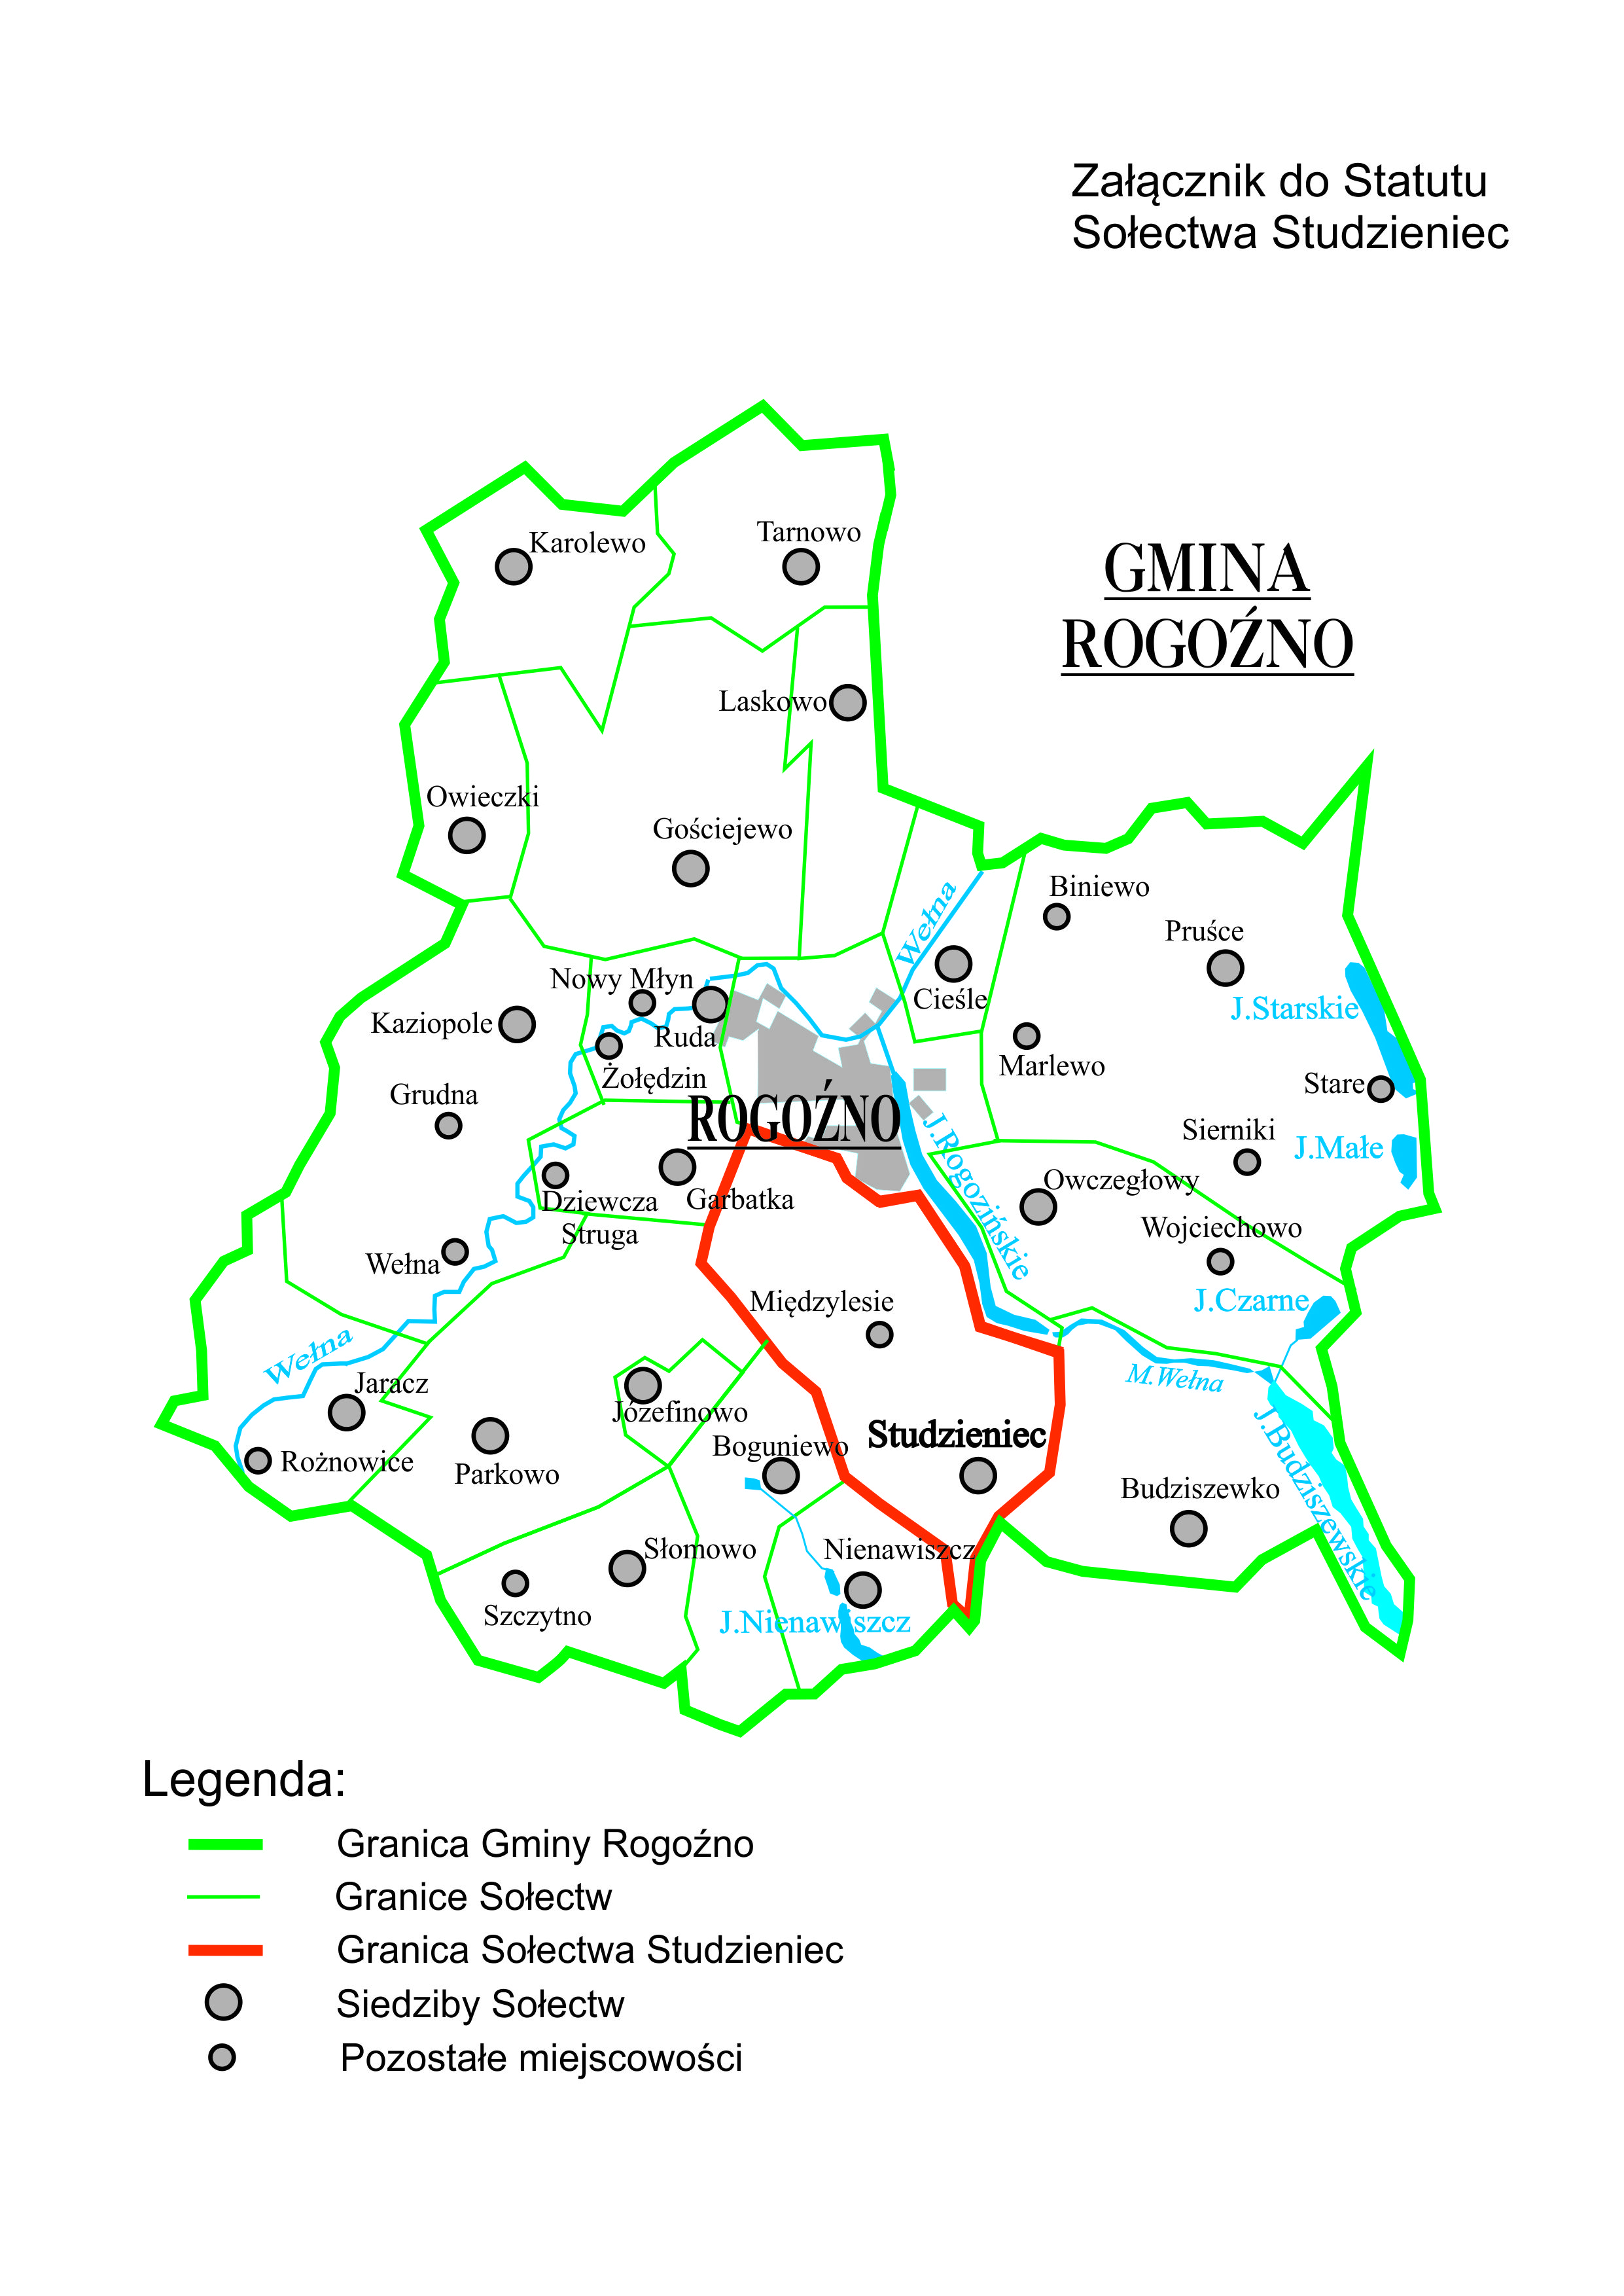 Załącznik do Statutu
Sołectwa Studzieniec
GMINA
ROGOŹNO
Karolewo
Tarnowo
Laskowo
Owieczki
Gościejewo
Wełna
Biniewo
Pruśce
Nowy Młyn
Cieśle
J.Starskie
Kaziopole
Ruda
Marlewo
Żołędzin
Stare
Grudna
ROGOŹNO
J.Rogozińskie
Sierniki
J.Małe
Owczegłowy
Dziewcza
Struga
Garbatka
Wojciechowo
Wełna
Międzylesie
J.Czarne
Wełna
M.Wełna
Jaracz
Józefinowo
Studzieniec
J.Budziszewskie
Boguniewo
Rożnowice
Parkowo
Budziszewko
Słomowo
Nienawiszcz
Szczytno
J.Nienawiszcz
Legenda:
Granica Gminy Rogoźno
Granice Sołectw
Granica Sołectwa Studzieniec
Siedziby Sołectw
Pozostałe miejscowości